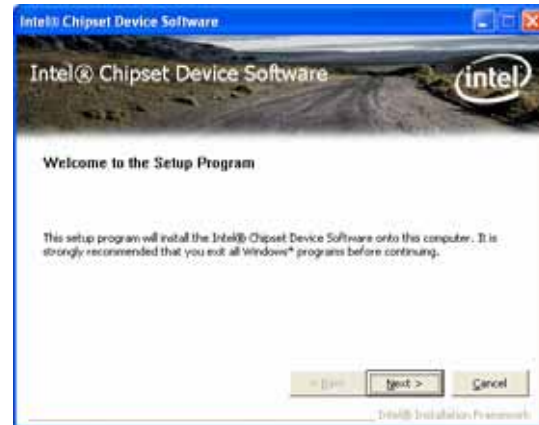 Intel® Chipset Device Software
Intel® Chipset Device Software
intel
Welcome to the Setup Program
This setup program will install the Intel® Chipset Device Software onto this computer. It is
strongly recommended that you exit all Windows* programs before continuing.
< Back
Next >
Cancel
Intel® Installation Framework